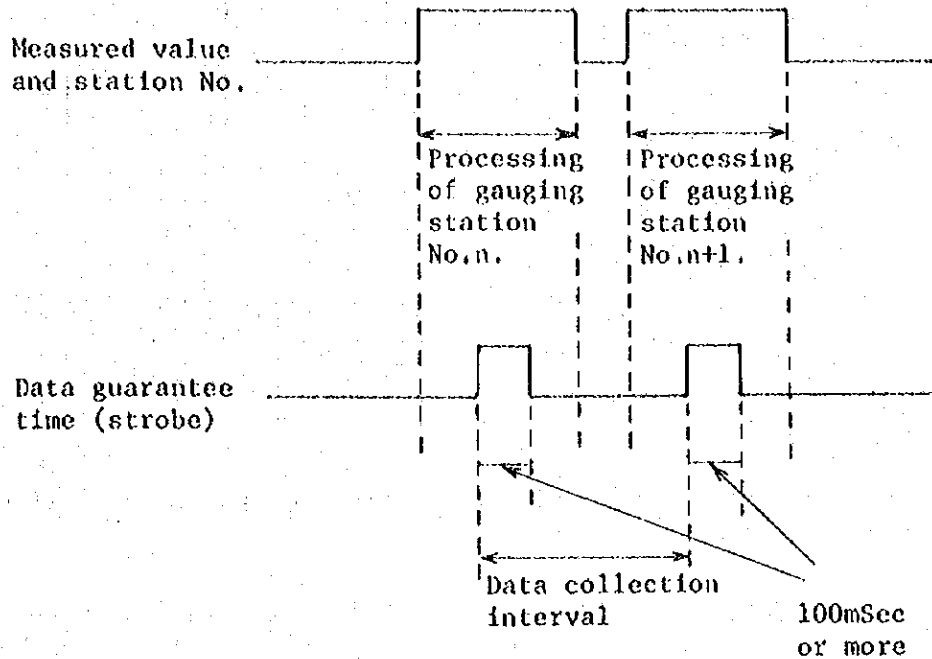 Measured value
and station No.
Processing
of gauging
station
No.n.
Processing
of gauging
station
No.n+1.
Data guarantee
time (strobe)
Data collection
interval
100mSec
or more